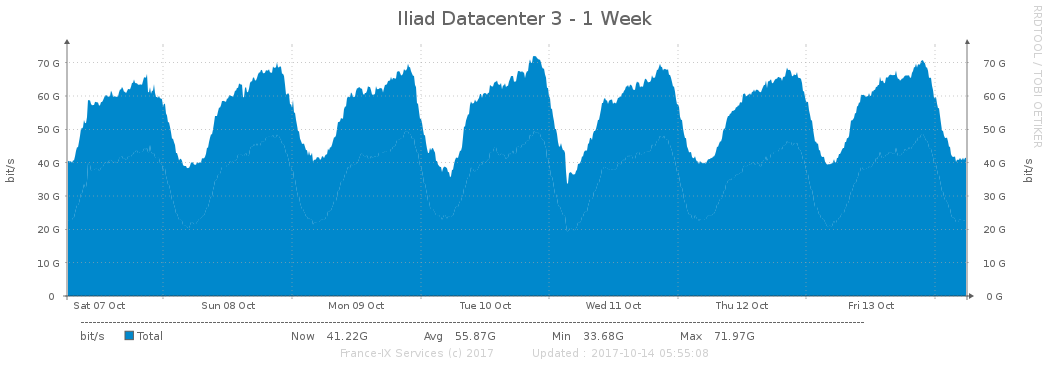 Iliad Datacenter 3 - 1 Week
RRDTOOL / TOBI OETIKER
bit/s
70 G 70 G
60 G 60 G
50 G 50 G
40 G 40 G
30 G 30 G
20 G 20 G
10 G 10 G
0 0 G
bit/s
Sat 07 Oct Sun 08 Oct Mon 09 Oct Tue 10 Oct Wed 11 Oct Thu 12 Oct Fri 13 Oct
bit/s Total Now 41.22G Avg 55.87G Min 33.68G Max 71.97G
France-IX Services (c) 2017 Updated : 2017-10-14 05:55:08